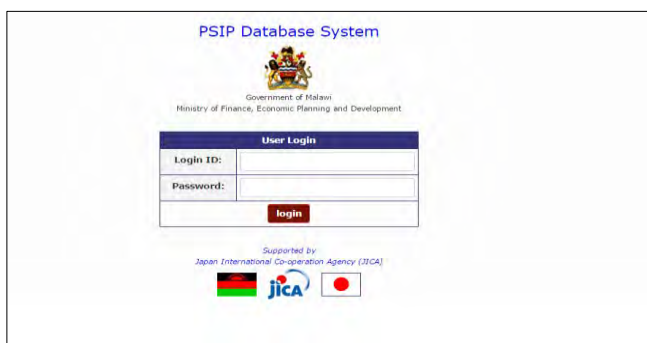 PSIP Database System
Government of Malawi
Ministry of Finance, Economic Planning and Development
User Login
Login ID:
Password:
login
Supported by
Japan International Co-operation Agency (JICA)
jICA